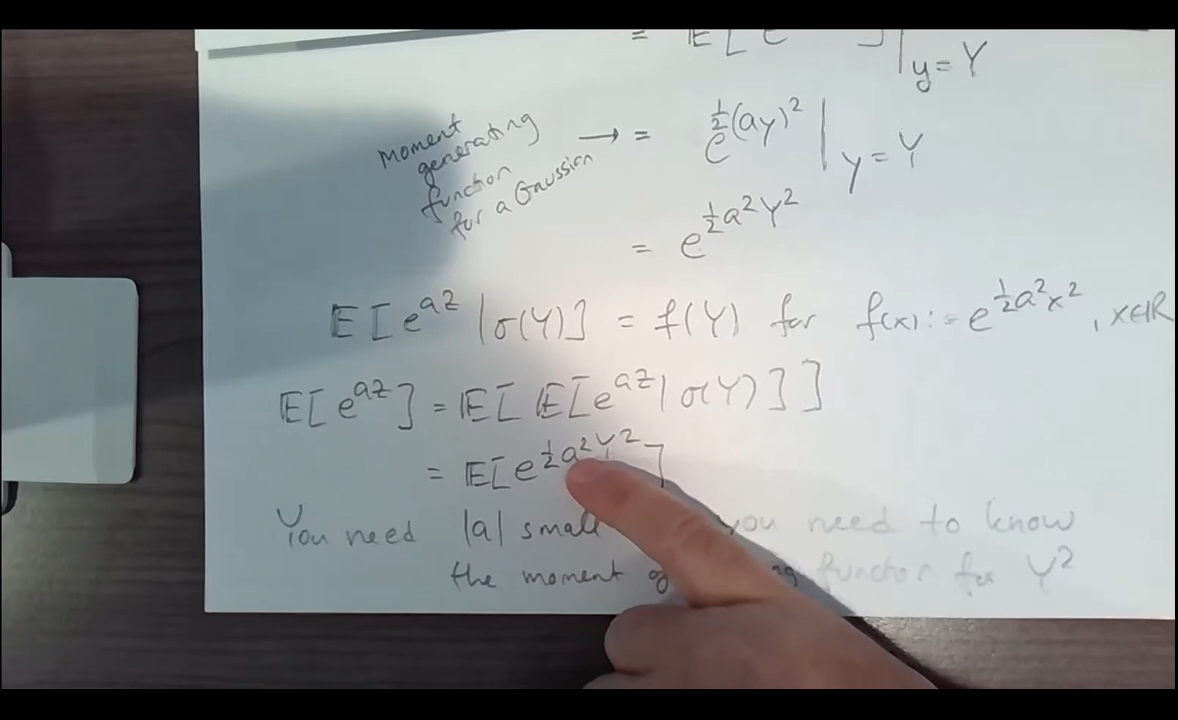 = E[ e ]|y=Y
Moment generating function for a Gaussian → = e^{½(ay)²} |y=Y
= e^{½a²Y²}
E[e^{aZ} | σ(Y)] = f(Y) for f(x) := e^{½a²x²}, x∈R
E[e^{aZ}] = E[ E[e^{aZ} | σ(Y)] ]
= E[e^{½a²Y²}]
You need |a| small you need to know
the moment function for Y²